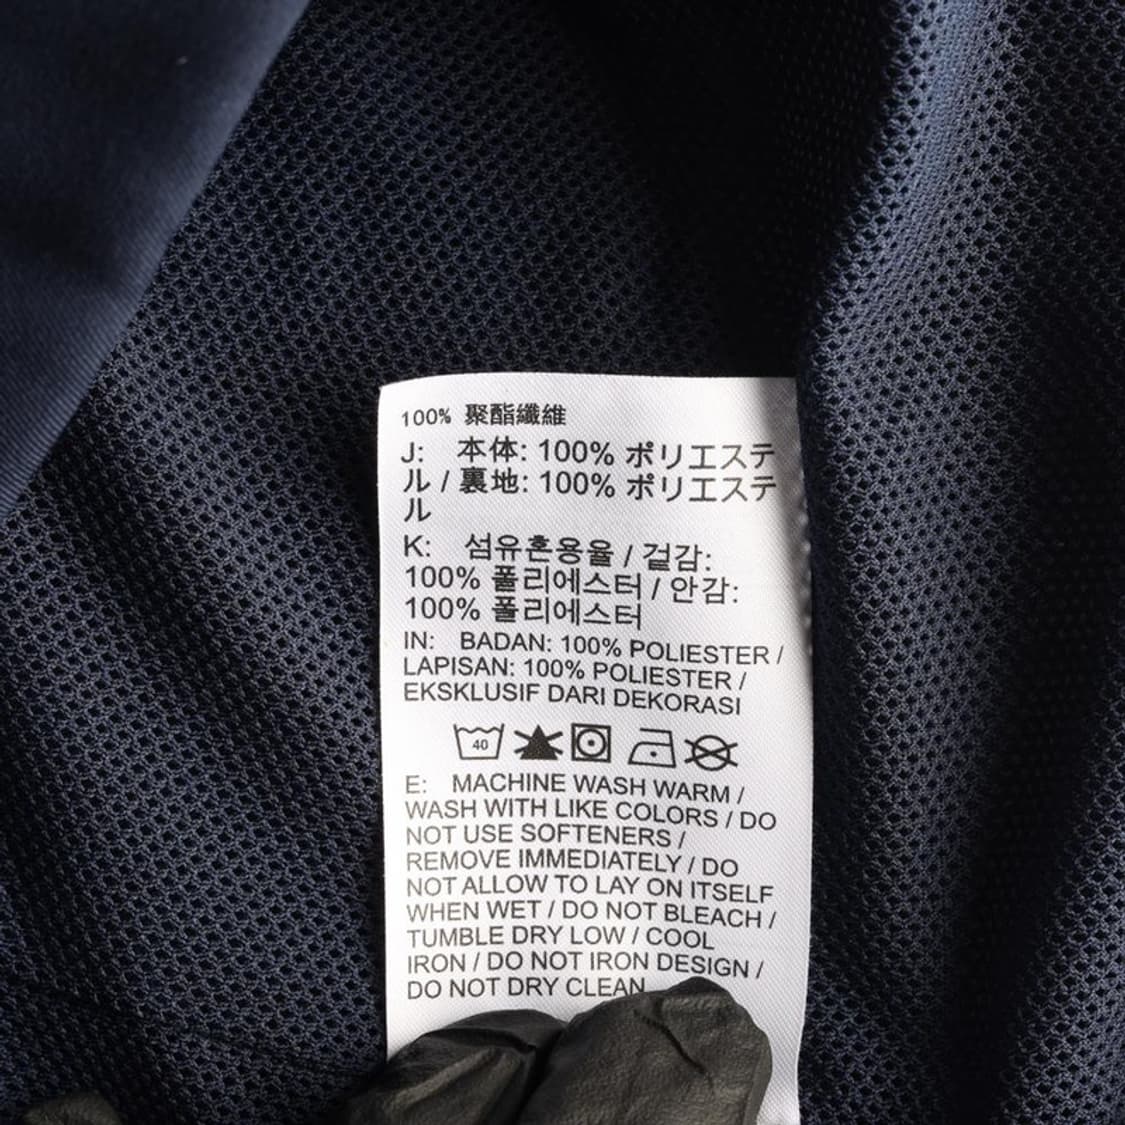 100% 聚酯纖維
J: 本体: 100% ポリエステ
ル / 裏地: 100% ポリエステ
ル
K: 섬유혼용율 / 겉감:
100% 폴리에스터 / 안감:
100% 폴리에스터
IN: BADAN: 100% POLIESTER /
LAPISAN: 100% POLIESTER /
EKSKLUSIF DARI DEKORASI
40
E: MACHINE WASH WARM /
WASH WITH LIKE COLORS / DO
NOT USE SOFTENERS /
REMOVE IMMEDIATELY / DO
NOT ALLOW TO LAY ON ITSELF
WHEN WET / DO NOT BLEACH /
TUMBLE DRY LOW / COOL
IRON / DO NOT IRON DESIGN /
DO NOT DRY CLEAN